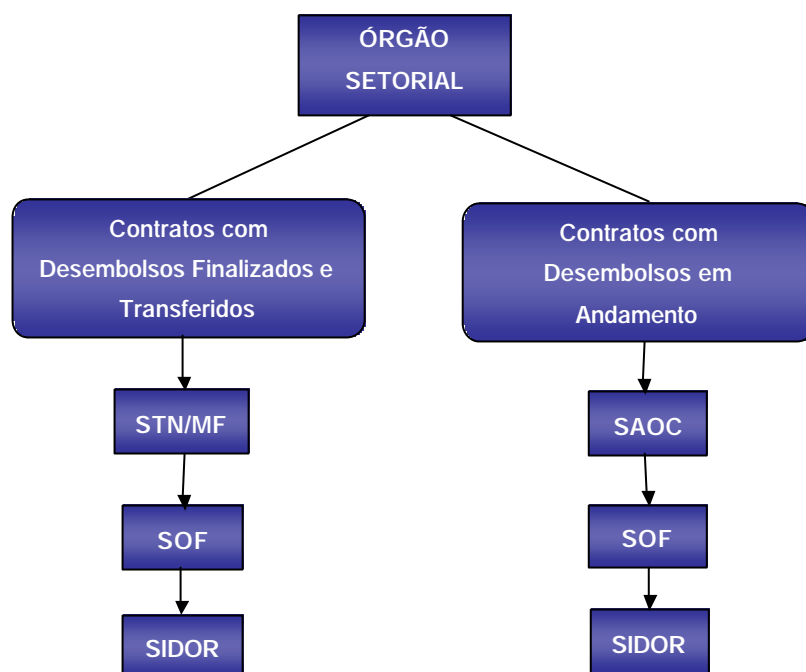 ÓRGÃO
SETORIAL
Contratos com
Desembolsos Finalizados e
Transferidos
Contratos com
Desembolsos em
Andamento
STN/MF
SAOC
SOF
SOF
SIDOR
SIDOR